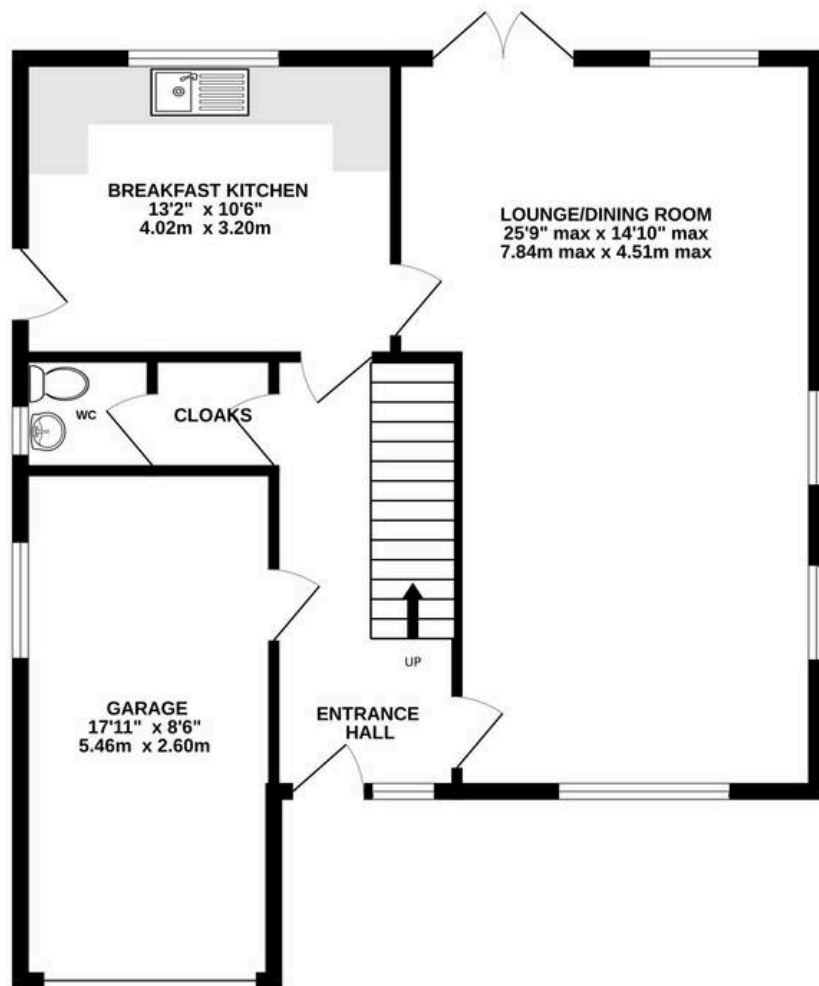 BREAKFAST KITCHEN
13'2" x 10'6"
4.02m x 3.20m
LOUNGE/DINING ROOM
25'9" max x 14'10" max
7.84m max x 4.51m max
WC
CLOAKS
UP
GARAGE
17'11" x 8'6"
5.46m x 2.60m
ENTRANCE
HALL